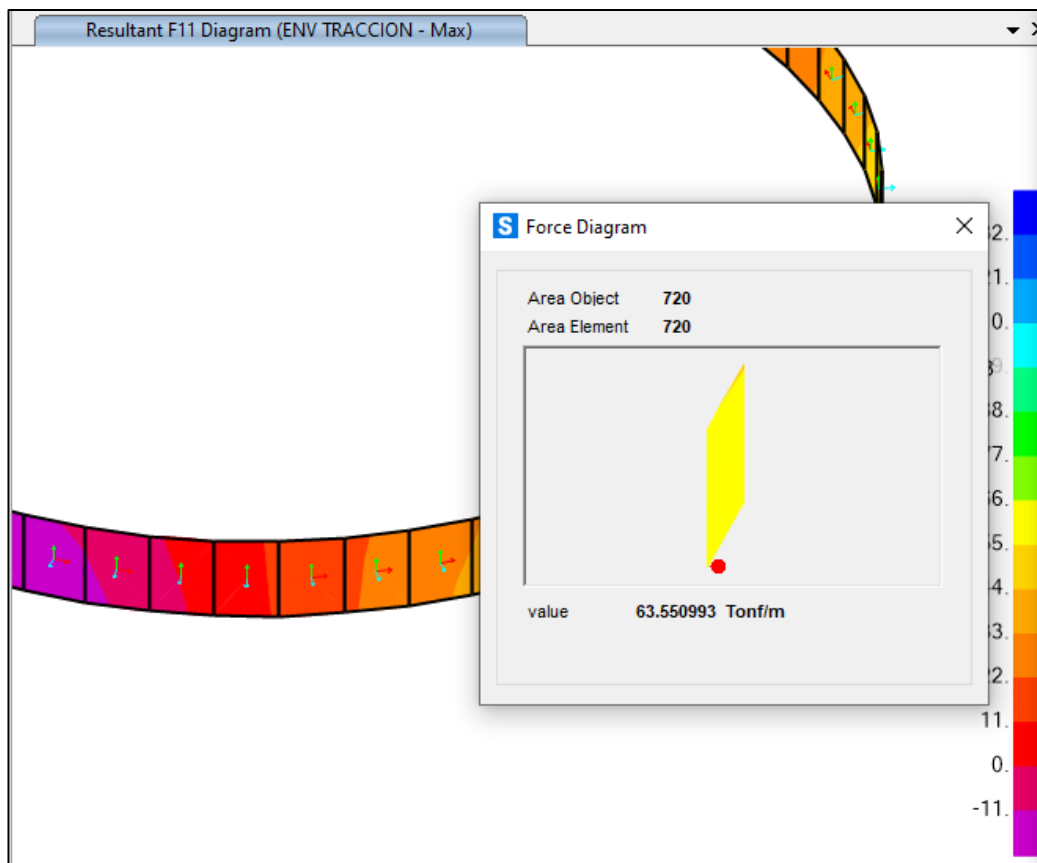 Resultant F11 Diagram (ENV TRACCION - Max)
S Force Diagram
Area Object 720
Area Element 720
value 63.550993 Tonf/m
11.
0.
-11.